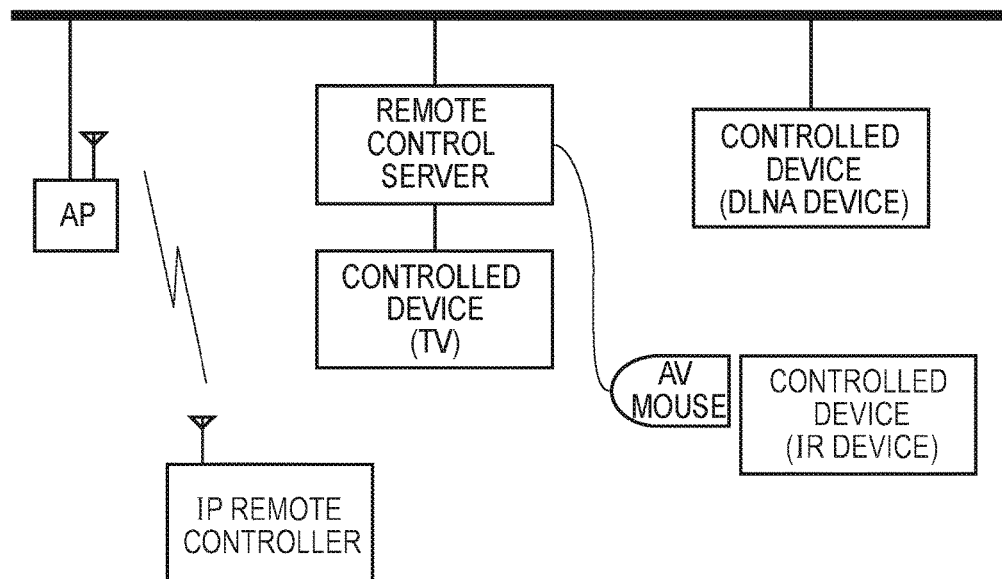 AP
REMOTE
CONTROL
SERVER
CONTROLLED
DEVICE
(DLNA DEVICE)
CONTROLLED
DEVICE
(TV)
AV
MOUSE
CONTROLLED
DEVICE
(IR DEVICE)
IP REMOTE
CONTROLLER